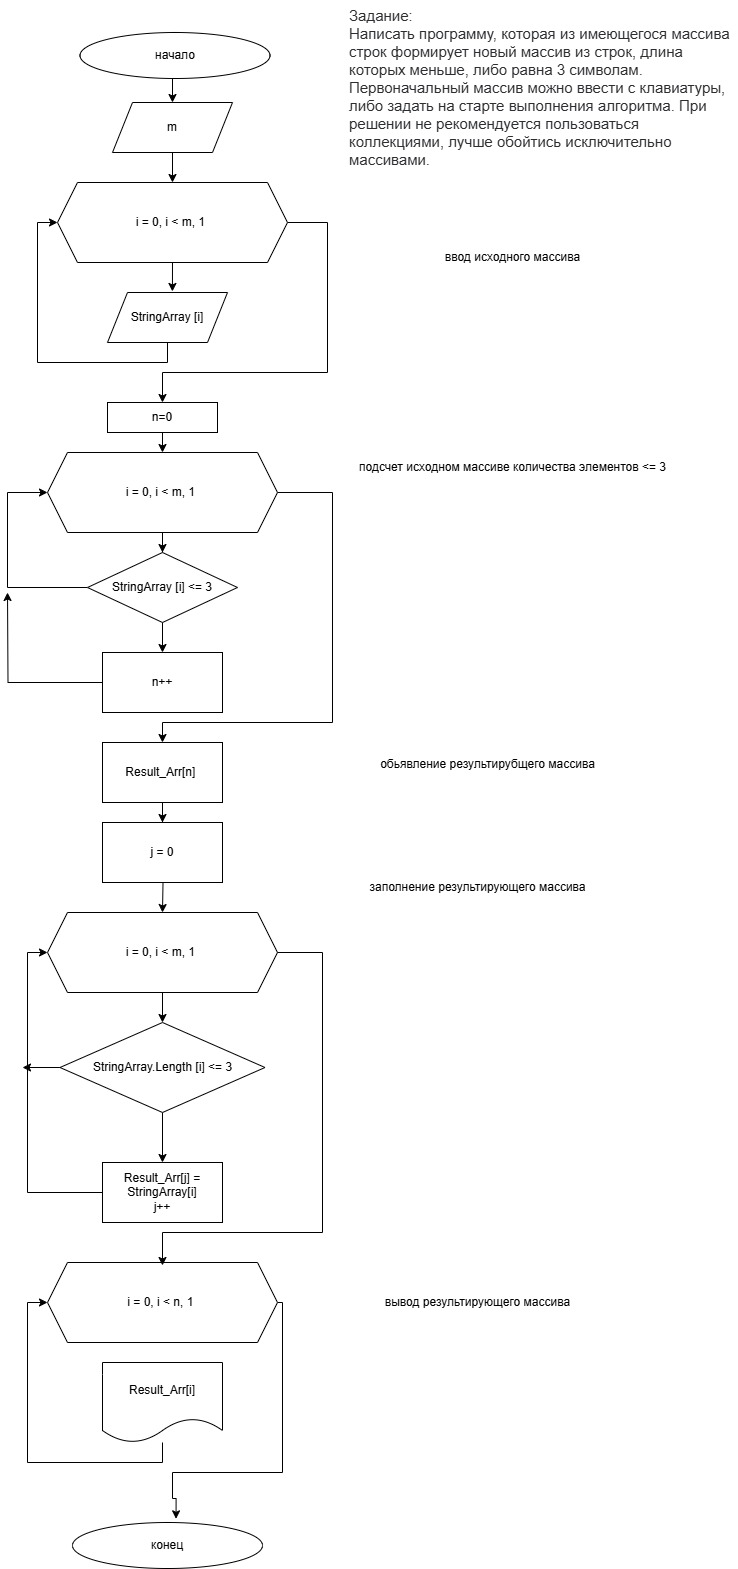 Задание:
Написать программу, которая из имеющегося массива
строк формирует новый массив из строк, длина
которых меньше, либо равна 3 символам.
Первоначальный массив можно ввести с клавиатуры,
либо задать на старте выполнения алгоритма. При
решении не рекомендуется пользоваться
коллекциями, лучше обойтись исключительно
массивами.
начало
m
i = 0, i < m, 1
ввод исходного массива
StringArray [i]
n=0
i = 0, i < m, 1
подсчет исходном массиве количества элементов <= 3
StringArray [i] <= 3
n++
Result_Arr[n]
обьявление результирубщего массива
j = 0
заполнение результирующего массива
i = 0, i < m, 1
StringArray.Length [i] <= 3
Result_Arr[j] =
StringArray[i]
j++
i = 0, i < n, 1
вывод результирующего массива
Result_Arr[i]
конец